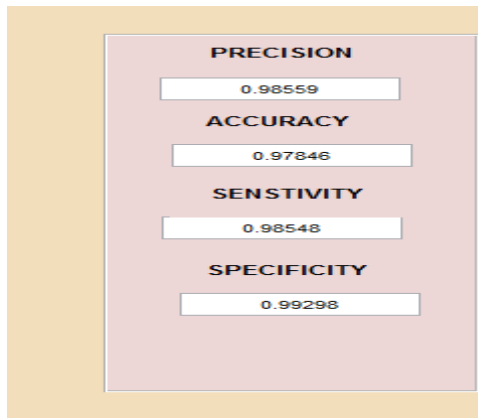 PRECISION
0.98559
ACCURACY
0.97846
SENSTIVITY
0.98548
SPECIFICITY
0.99298